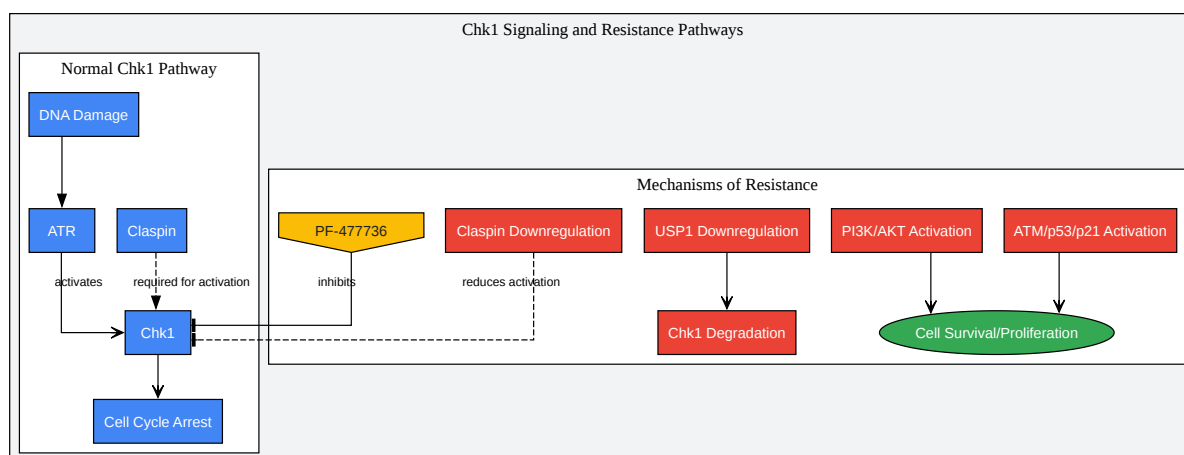 Chk1 Signaling and Resistance Pathways
Normal Chk1 Pathway
DNA Damage
Mechanisms of Resistance
ATR
Claspin
PF-477736
Claspin Downregulation
USP1 Downregulation
PI3K/AKT Activation
ATM/p53/p21 Activation
activates
required for activation
inhibits
reduces activation
Chk1
Chk1 Degradation
Cell Survival/Proliferation
Cell Cycle Arrest